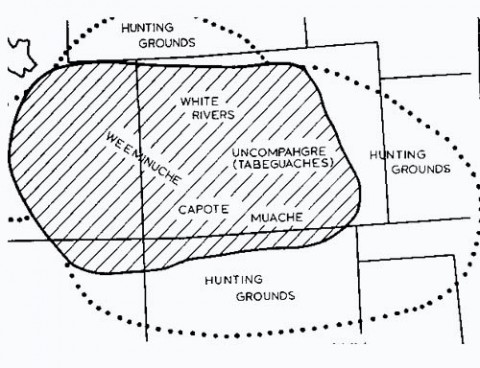 HUNTING
GROUNDS
WHITE
RIVERS
WEEMINUCHE
UNCOMPAHGRE
(TABEGUACHES)
HUNTING
GROUNDS
CAPOTE
MUACHE
HUNTING
GROUNDS